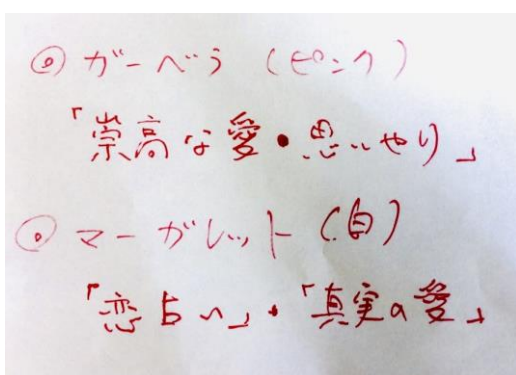 ◎ ガーベラ (ピンク)
「崇高な愛・思いやり」
◎ マーガレット (白)
「恋占い」・「真実の愛」